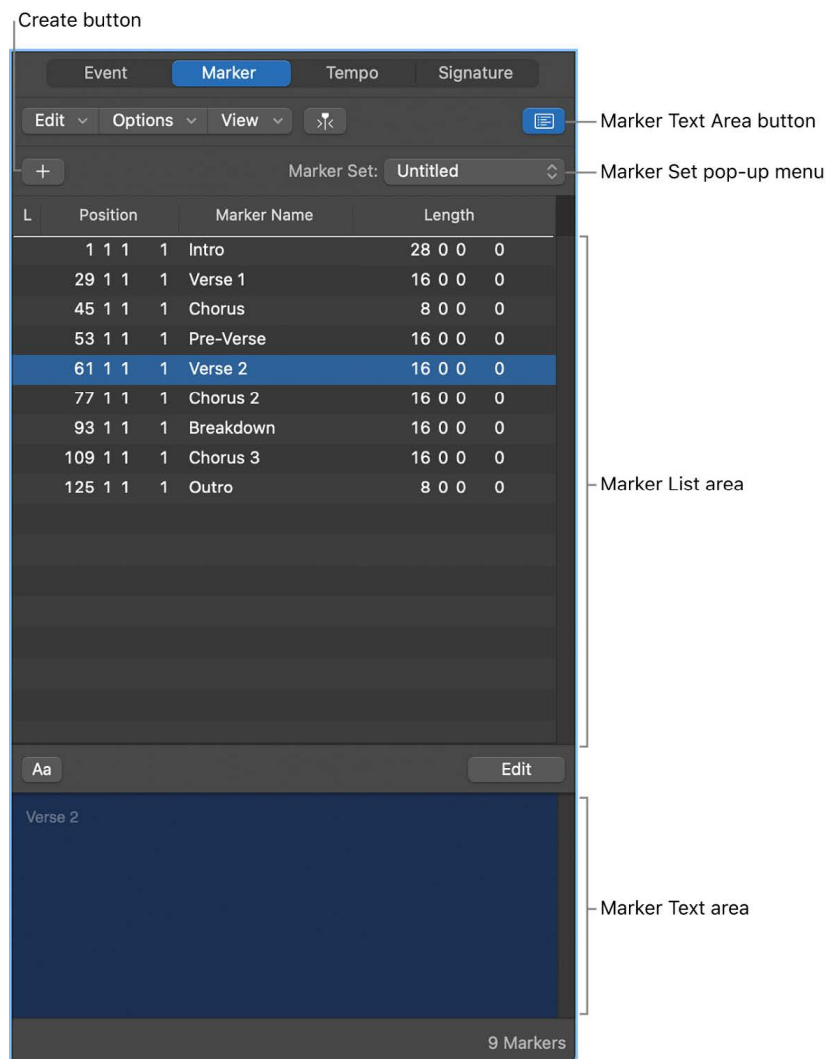 Create button
Event Marker Tempo Signature
Edit Options View
Marker Text Area button
+ Marker Set: Untitled
Marker Set pop-up menu
L Position Marker Name Length
1 1 1 1 Intro 28 0 0 0
29 1 1 1 Verse 1 16 0 0 0
45 1 1 1 Chorus 8 0 0 0
53 1 1 1 Pre-Verse 16 0 0 0
61 1 1 1 Verse 2 16 0 0 0
77 1 1 1 Chorus 2 16 0 0 0
93 1 1 1 Breakdown 16 0 0 0
109 1 1 1 Chorus 3 16 0 0 0
125 1 1 1 Outro 8 0 0 0
Marker List area
Aa Edit
Verse 2
Marker Text area
9 Markers